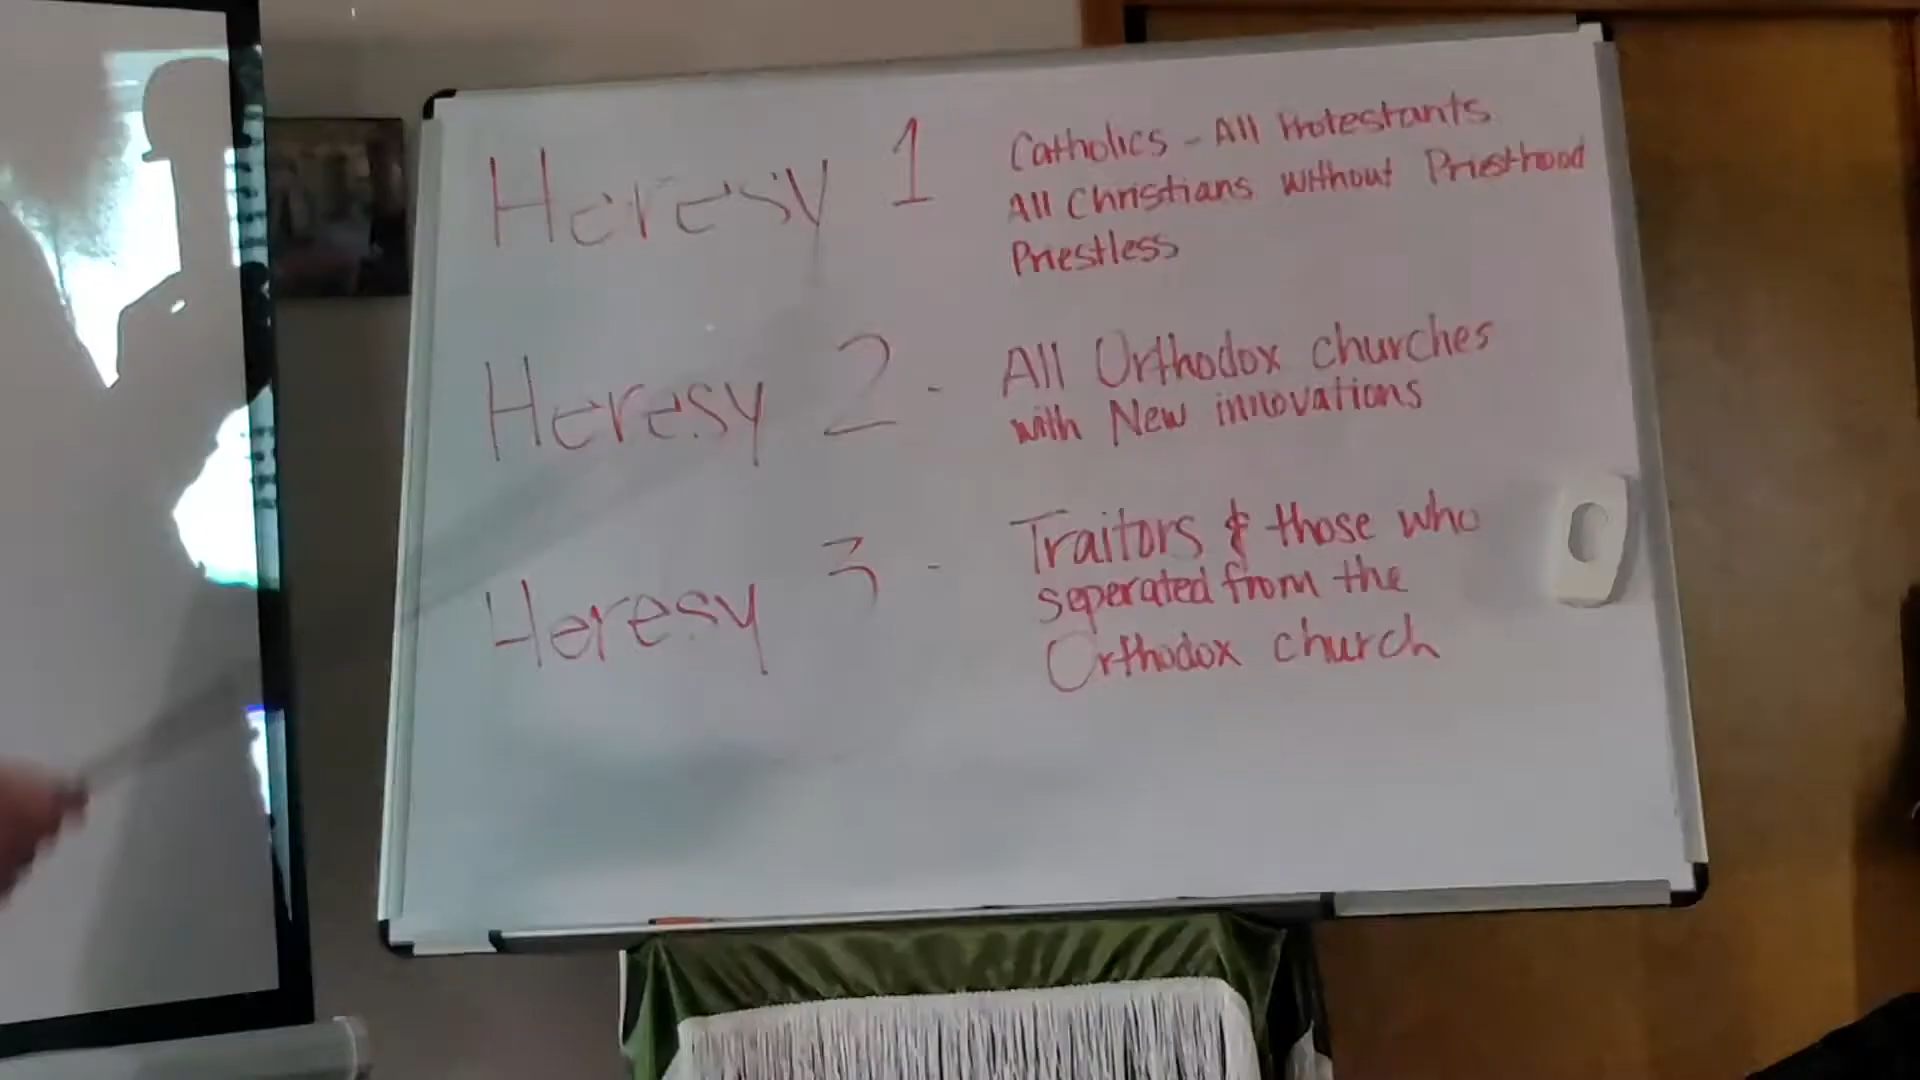 Heresy 1
Catholics - All Protestants
All Christians without Priesthood
Priestless
Heresy 2 -
All Orthodox churches
with New innovations
Heresy 3 -
Traitors & those who
seperated from the
Orthodox church